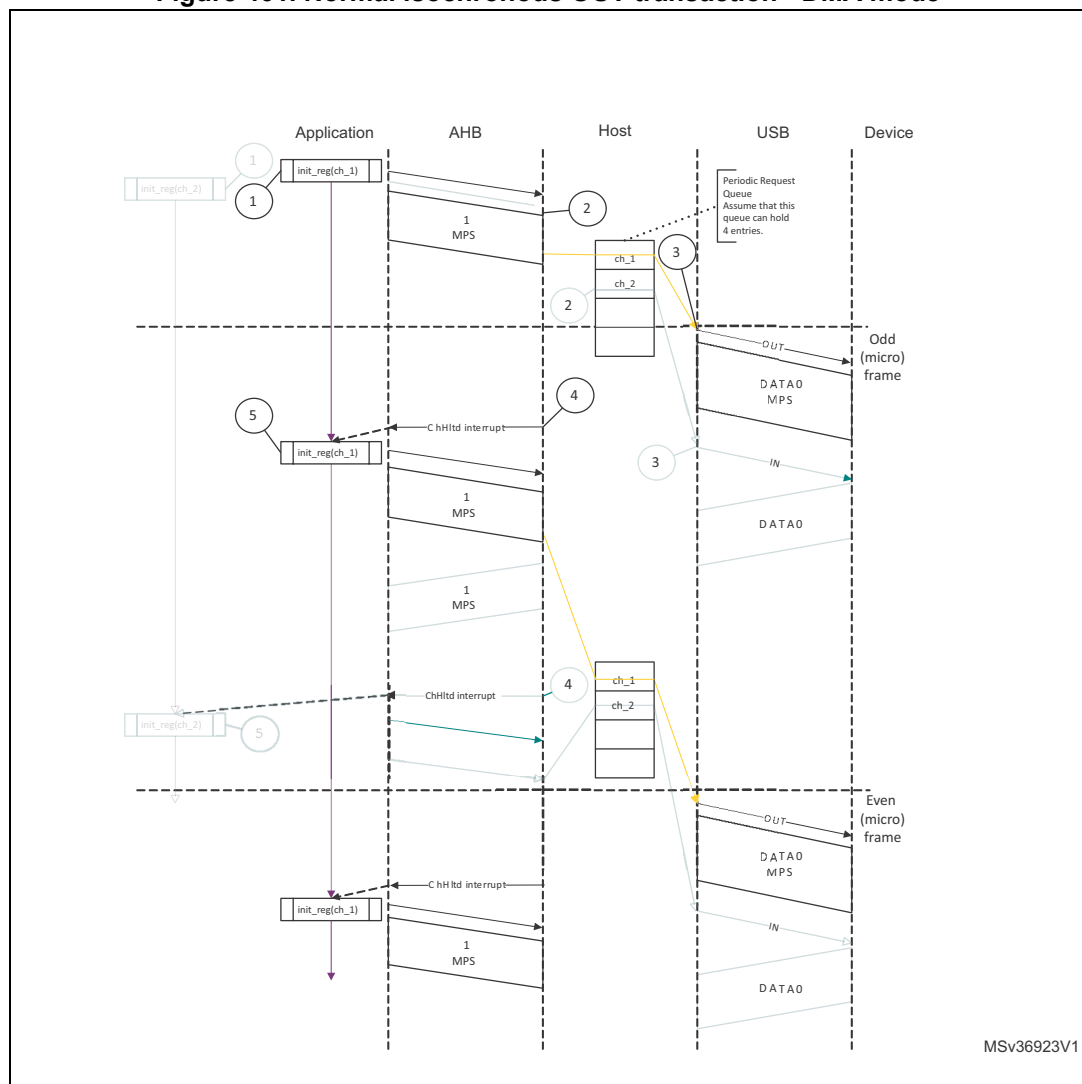 Normal isochronous OUT transaction - DMA mode
Application
AHB
Host
USB
Device
1
init_reg(ch_2)
init_reg(ch_1)
1
1
MPS
2
Periodic Request
Queue
Assume that this
queue can hold
4 entries.
3
ch_1
ch_2
2
Odd
(micro)
frame
OUT
DATA0
MPS
5
4
ChHltd interrupt
init_reg(ch_1)
3
IN
1
MPS
DATA0
1
MPS
ChHltd interrupt
4
ch_1
ch_2
init_reg(ch_2)
5
Even
(micro)
frame
OUT
DATA0
MPS
ChHltd interrupt
init_reg(ch_1)
IN
1
MPS
DATA0
MSv36923V1